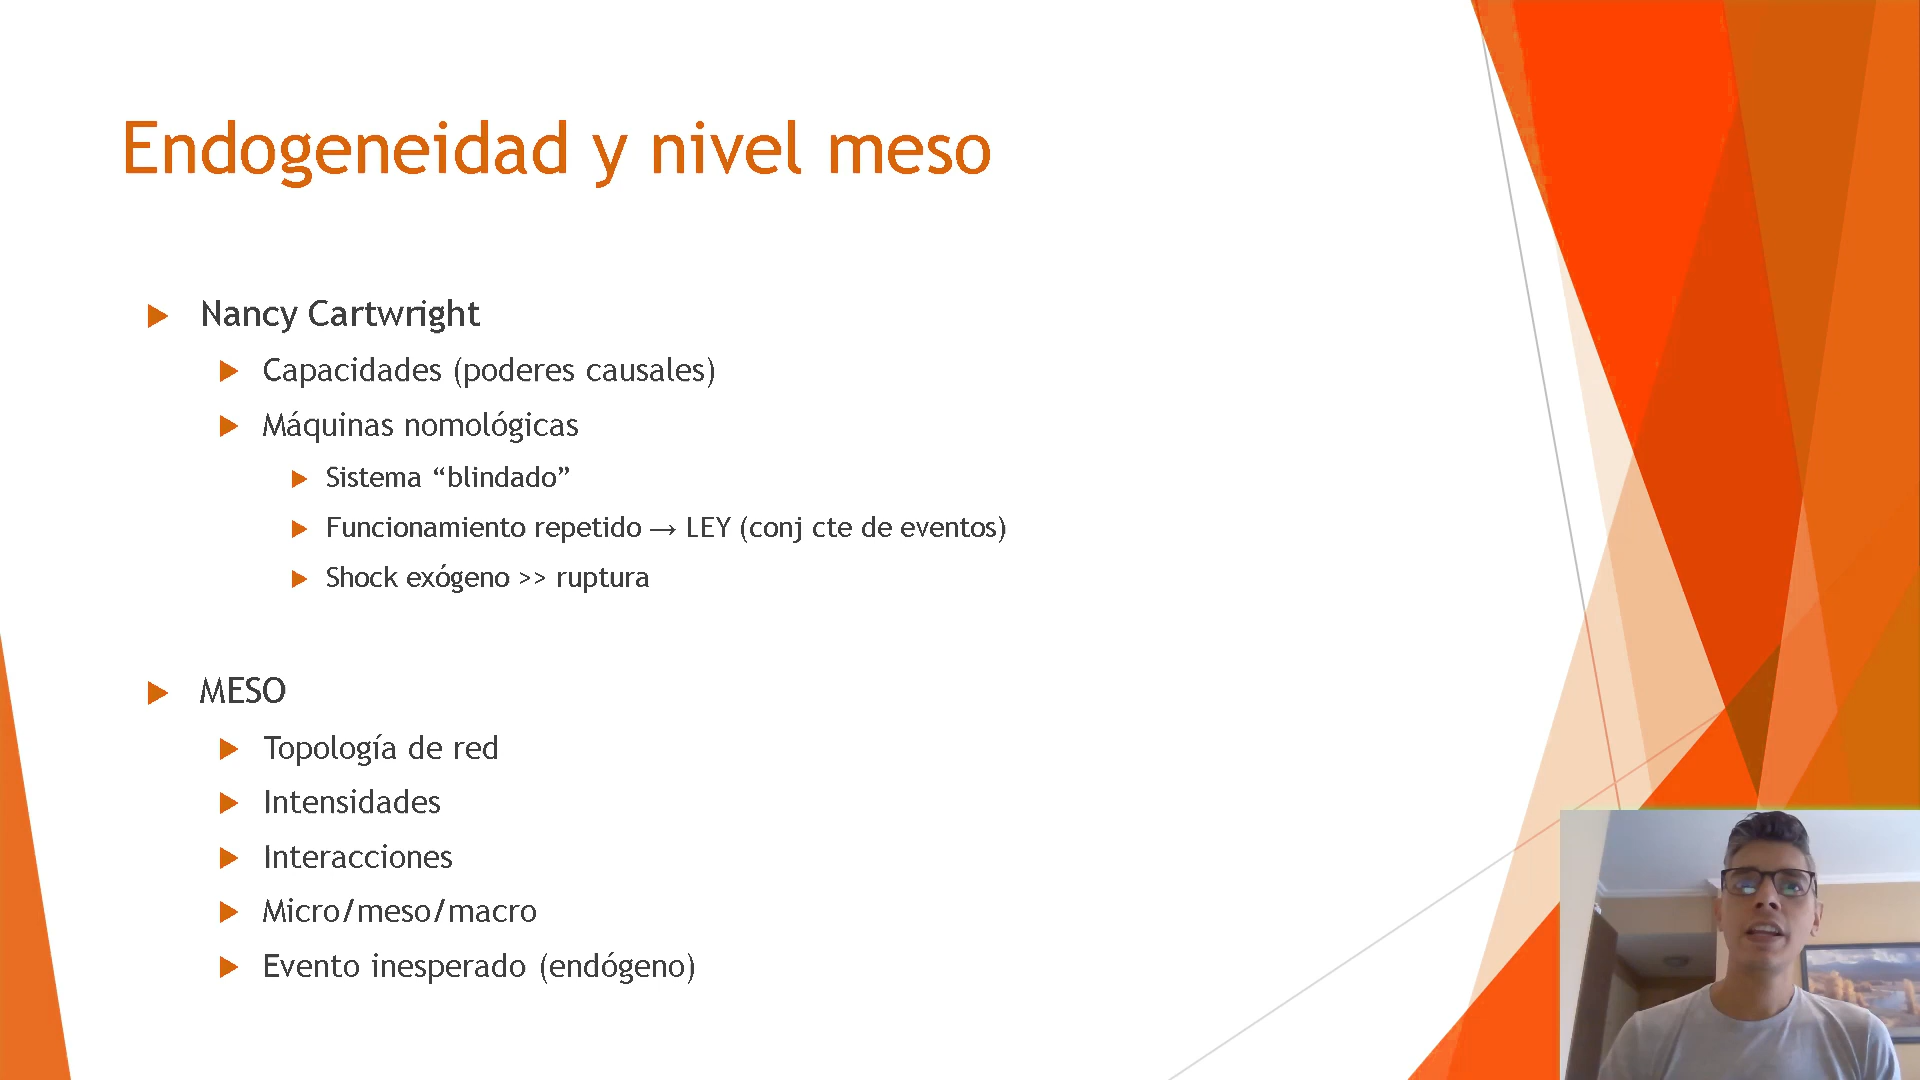 Endogeneidad y nivel meso
Nancy Cartwright
Capacidades (poderes causales)
Máquinas nomológicas
Sistema “blindado”
Funcionamiento repetido → LEY (conj cte de eventos)
Shock exógeno >> ruptura
MESO
Topología de red
Intensidades
Interacciones
Micro/meso/macro
Evento inesperado (endógeno)